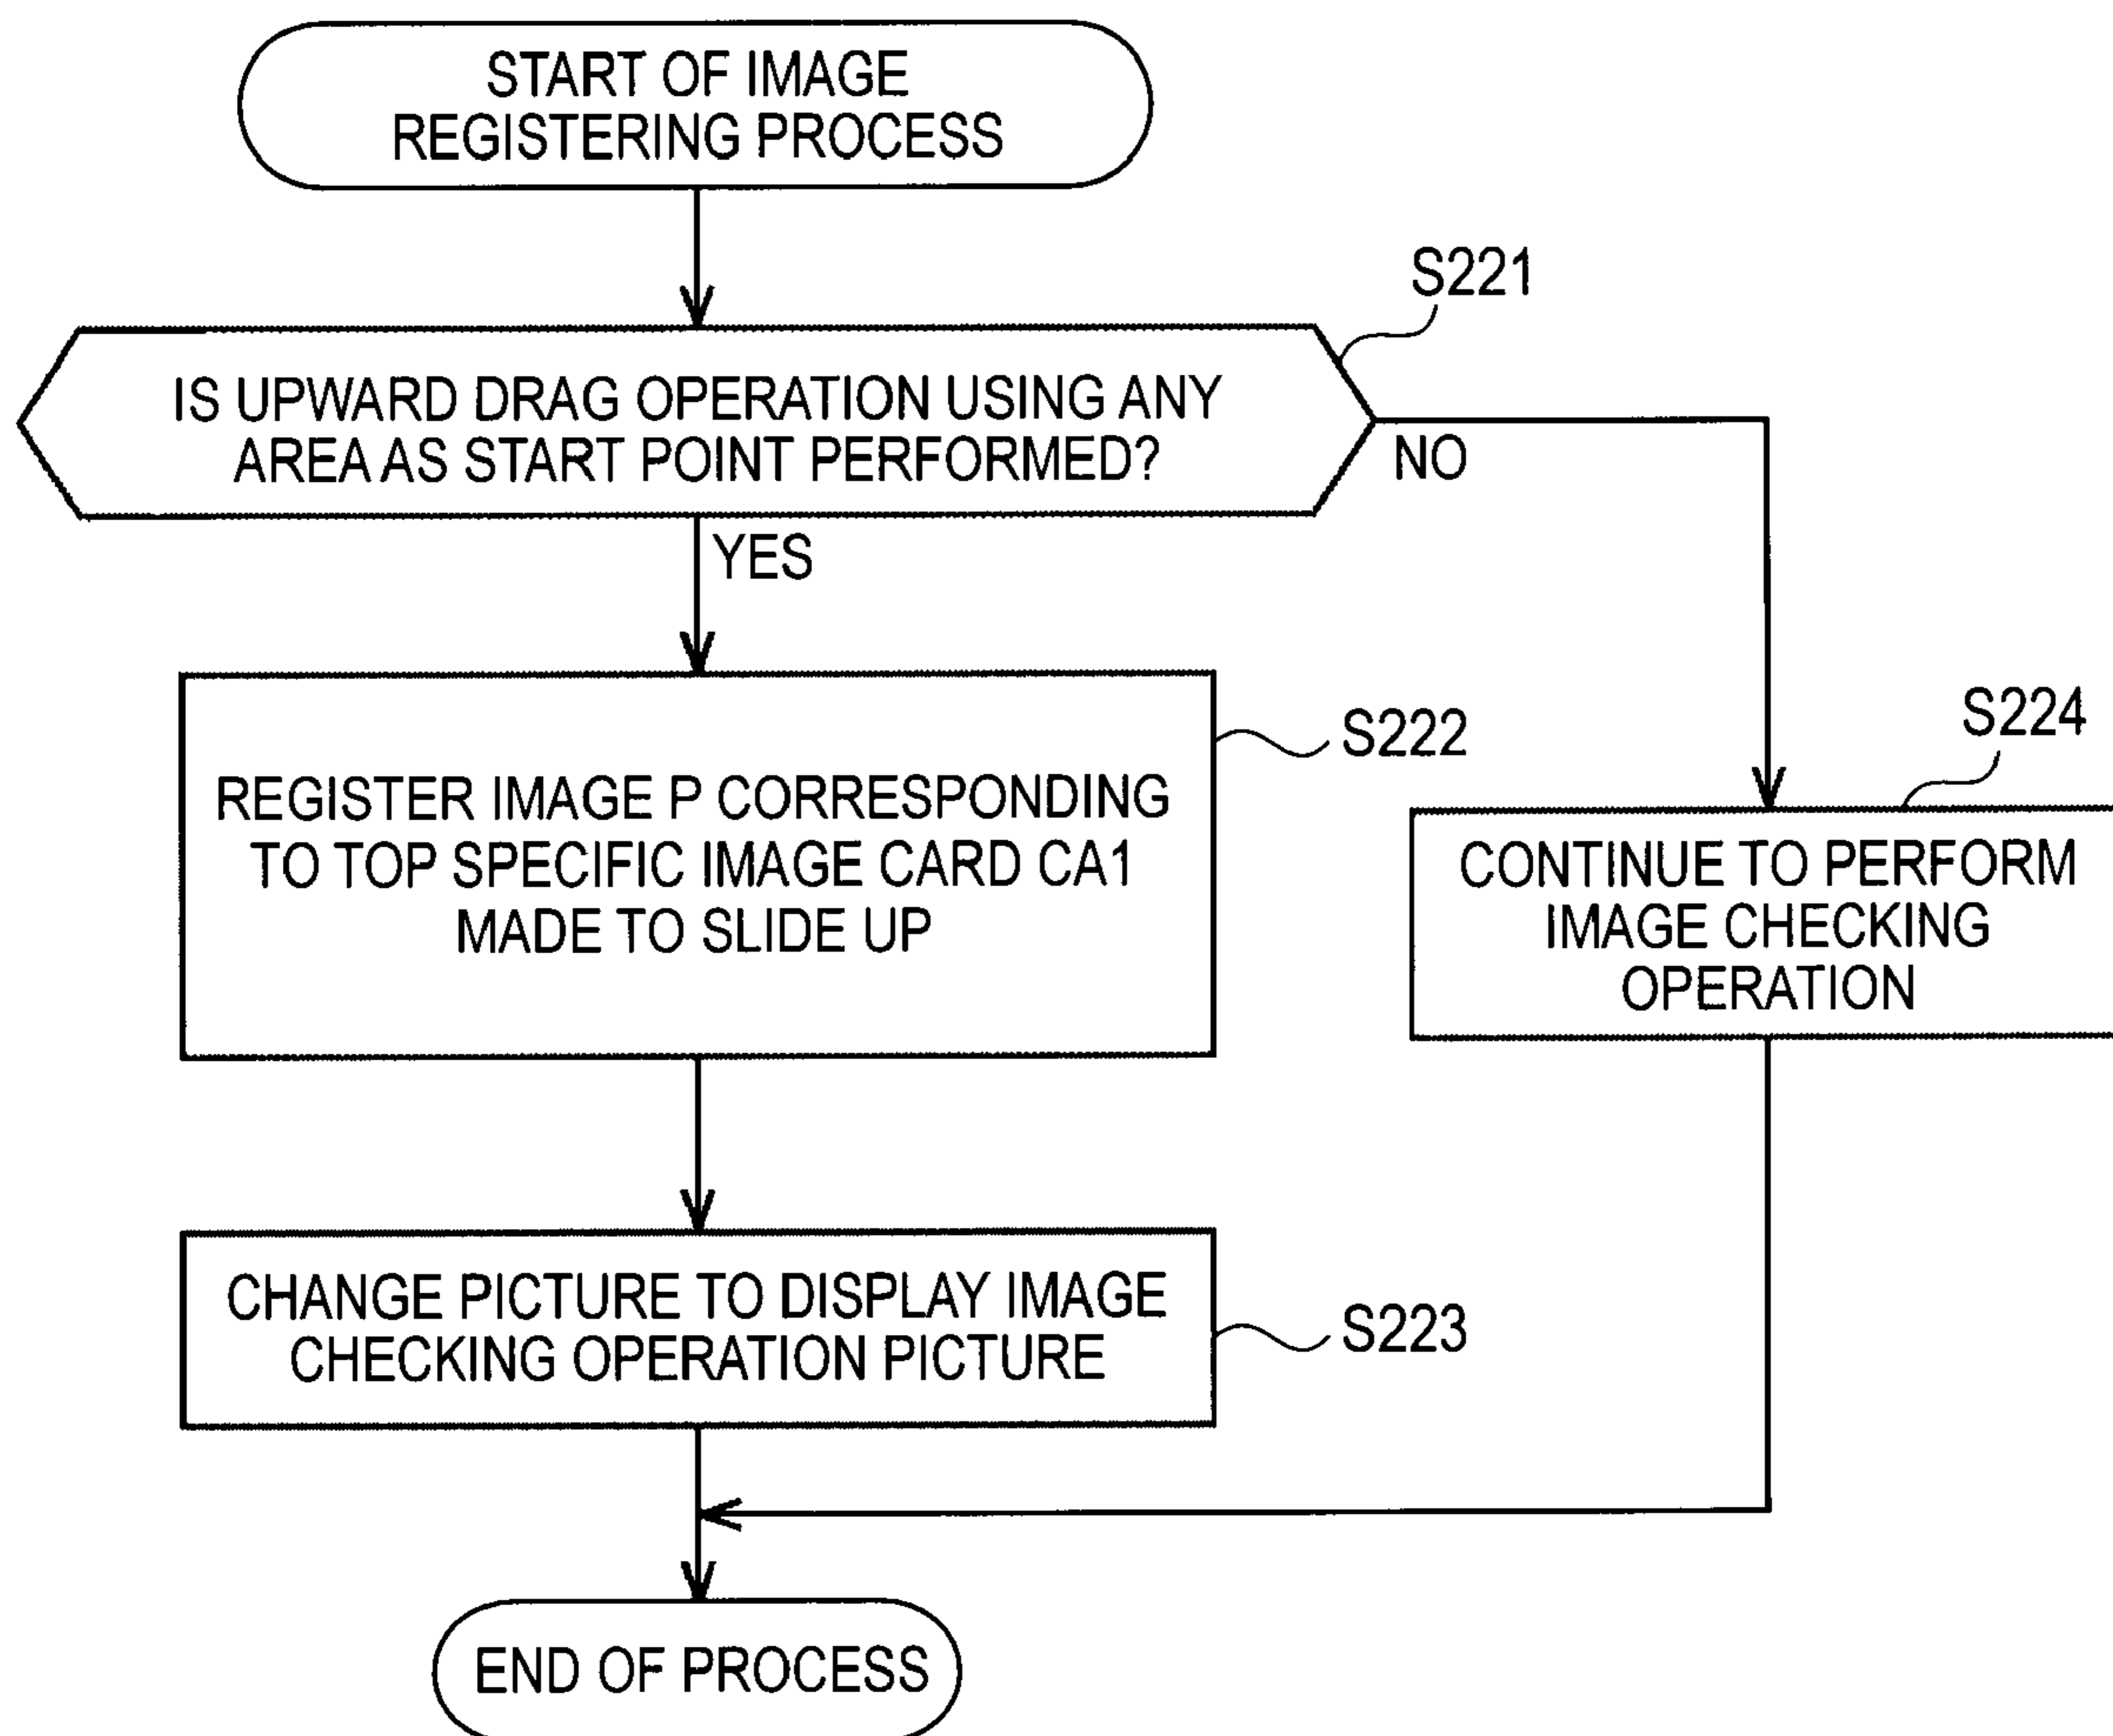 START OF IMAGE
REGISTERING PROCESS
S221
IS UPWARD DRAG OPERATION USING ANY
AREA AS START POINT PERFORMED?
NO
YES
S222
REGISTER IMAGE P CORRESPONDING
TO TOP SPECIFIC IMAGE CARD CA1
MADE TO SLIDE UP
S224
CONTINUE TO PERFORM
IMAGE CHECKING
OPERATION
CHANGE PICTURE TO DISPLAY IMAGE
CHECKING OPERATION PICTURE
S223
END OF PROCESS